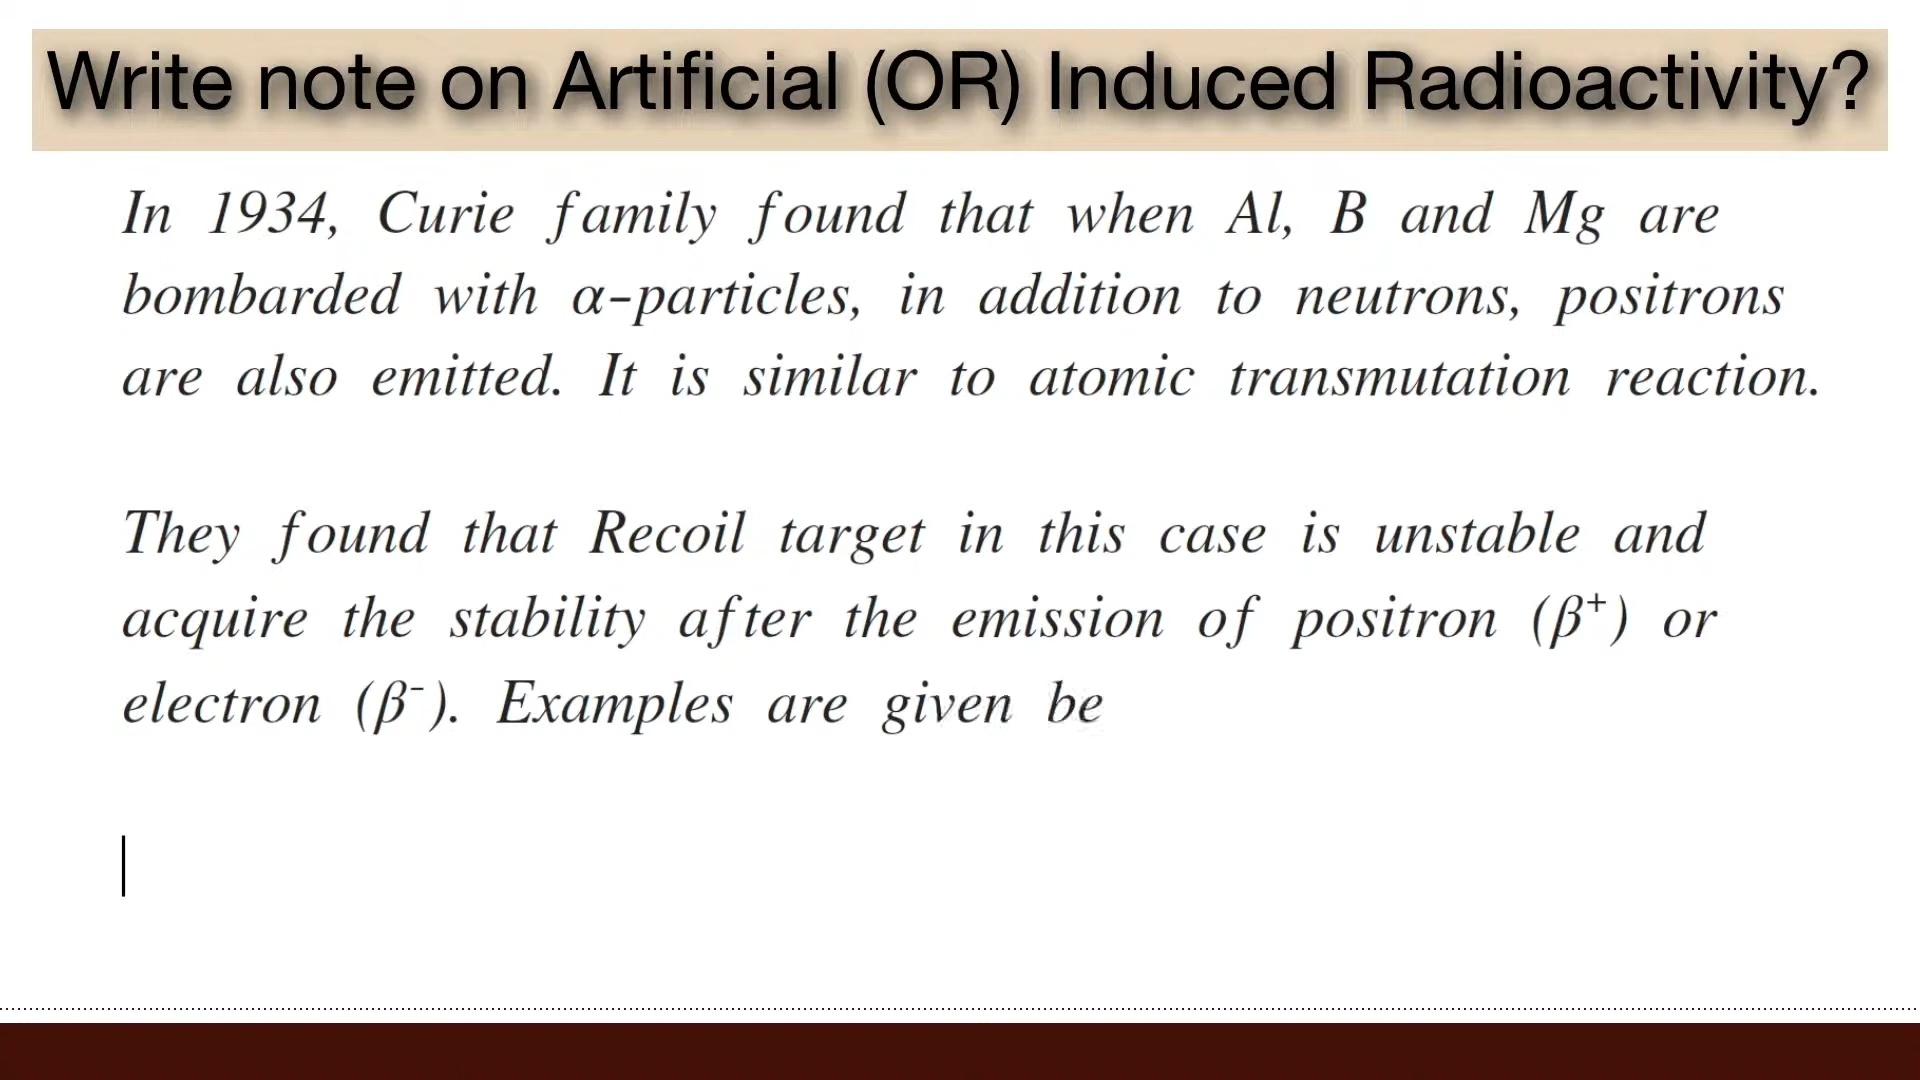 Write note on Artificial (OR) Induced Radioactivity?
In 1934, Curie family found that when Al, B and Mg are
bombarded with α-particles, in addition to neutrons, positrons
are also emitted. It is similar to atomic transmutation reaction.
They found that Recoil target in this case is unstable and
acquire the stability after the emission of positron (β⁺) or
electron (β⁻). Examples are given be